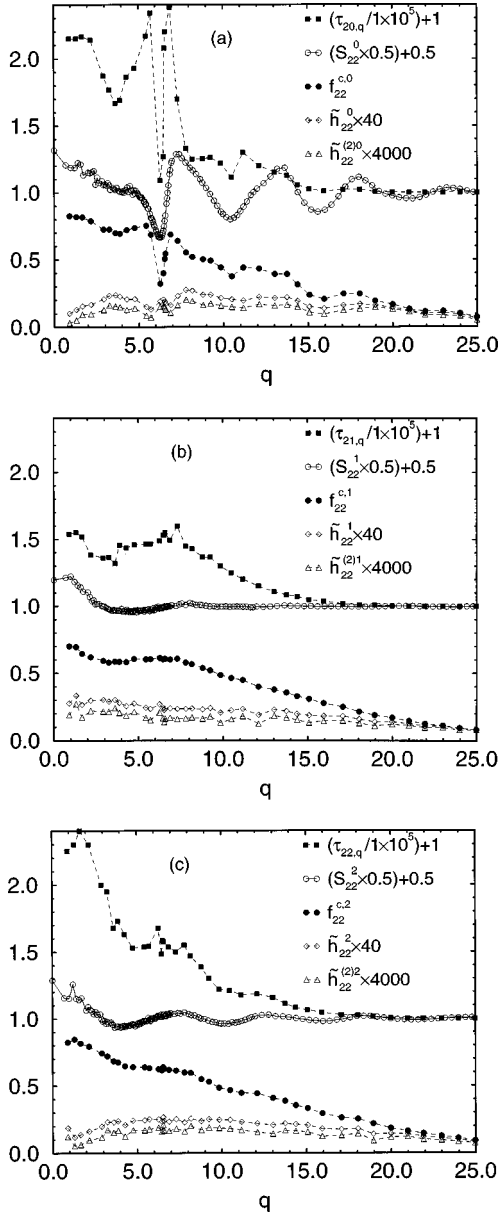 (a)
(τ₂₀,q/1×10⁵)+1
(S₂₂⁰×0.5)+0.5
f₂₂^c,0
h̃₂₂⁰×40
h̃₂₂^(2)0×4000
2.0
1.5
1.0
0.5
0.0
0.0 5.0 10.0 15.0 20.0 25.0
q
(b)
(τ₂₁,q/1×10⁵)+1
(S₂₂¹×0.5)+0.5
f₂₂^c,1
h̃₂₂¹×40
h̃₂₂^(2)1×4000
2.0
1.5
1.0
0.5
0.0
0.0 5.0 10.0 15.0 20.0 25.0
q
(c)
(τ₂₂,q/1×10⁵)+1
(S₂₂²×0.5)+0.5
f₂₂^c,2
h̃₂₂²×40
h̃₂₂^(2)2×4000
2.0
1.5
1.0
0.5
0.0
0.0 5.0 10.0 15.0 20.0 25.0
q